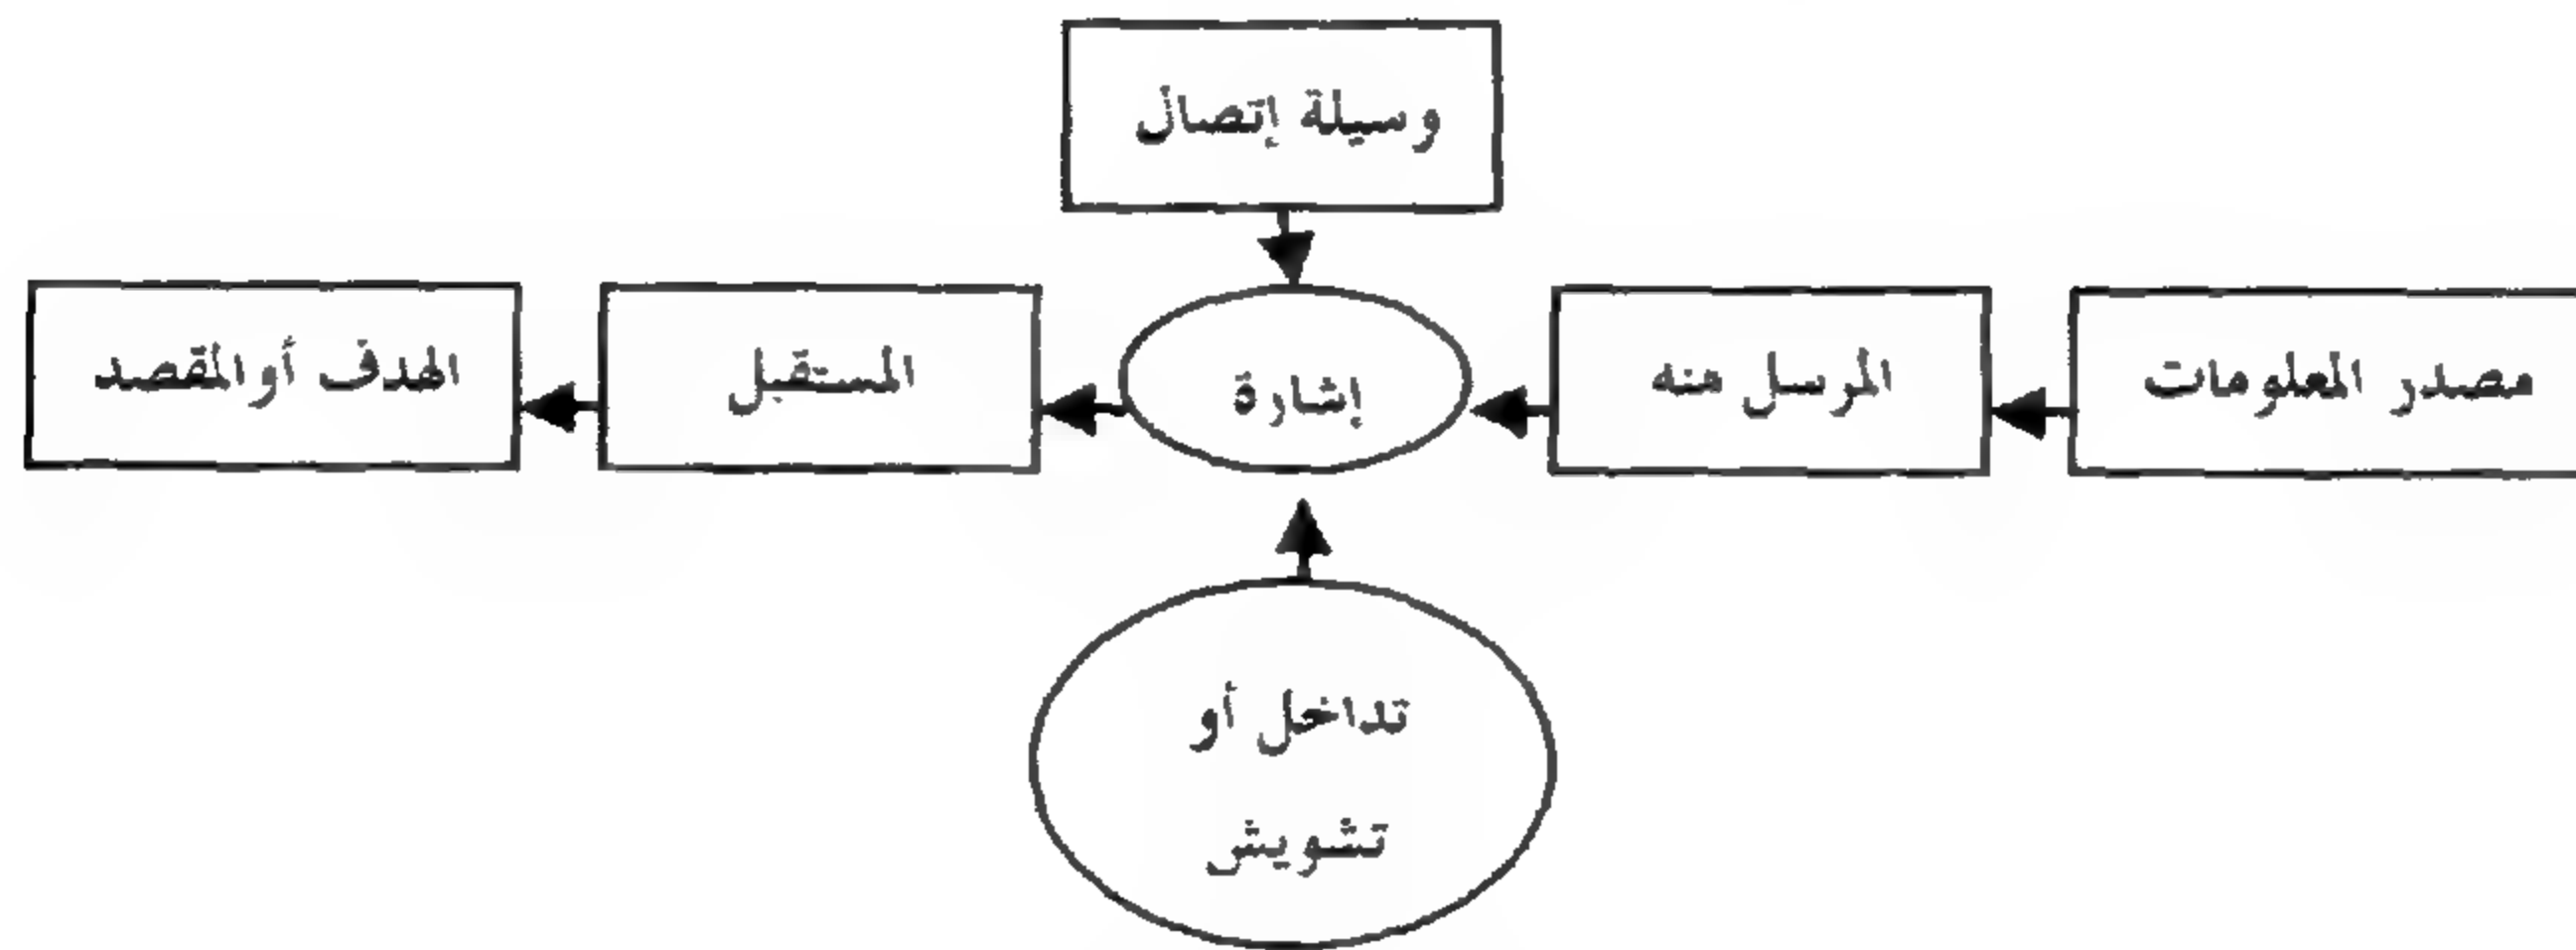 وسيلة إتصال
مصدر المعلومات
المرسل منه
إشارة
المستقبل
الهدف أوالمقصد
تداخل أو
تشويش